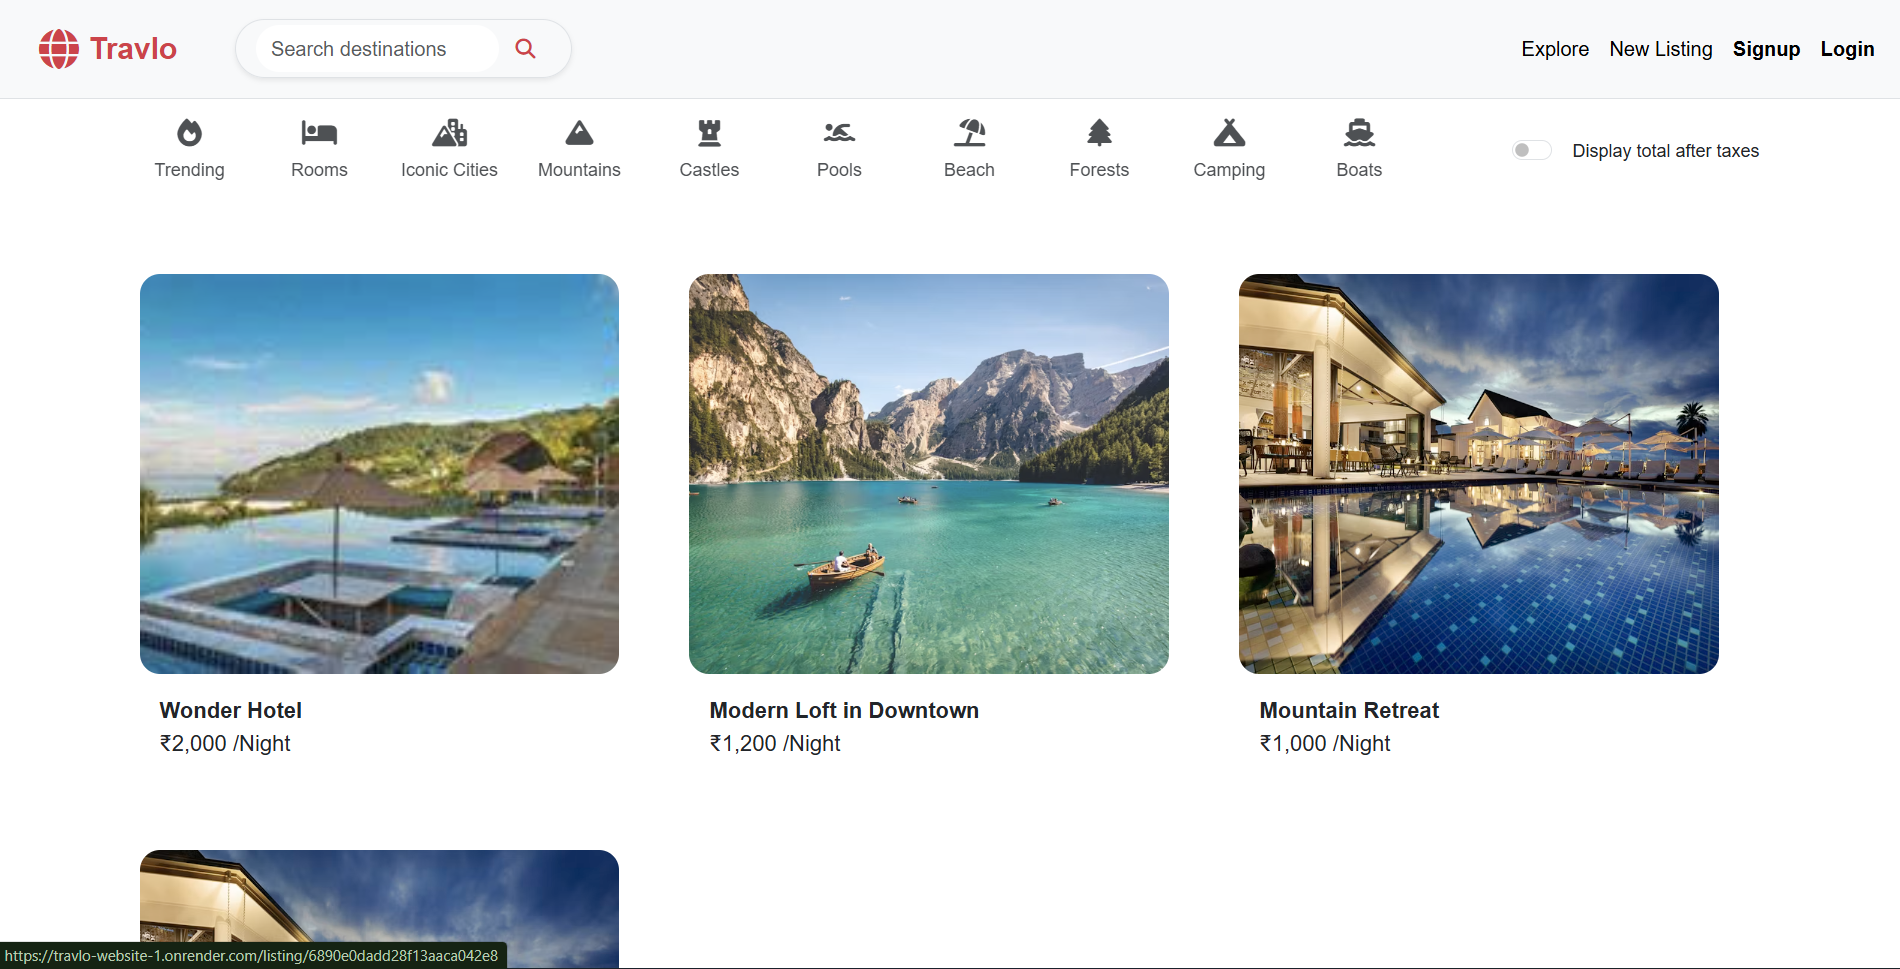 Travlo
Search destinations
Explore New Listing Signup Login
Trending Rooms Iconic Cities Mountains Castles Pools Beach Forests Camping Boats
Display total after taxes
Wonder Hotel
₹2,000 /Night
Modern Loft in Downtown
₹1,200 /Night
Mountain Retreat
₹1,000 /Night
https://travlo-website-1.onrender.com/listing/6890e0dadd28f13aaca042e8